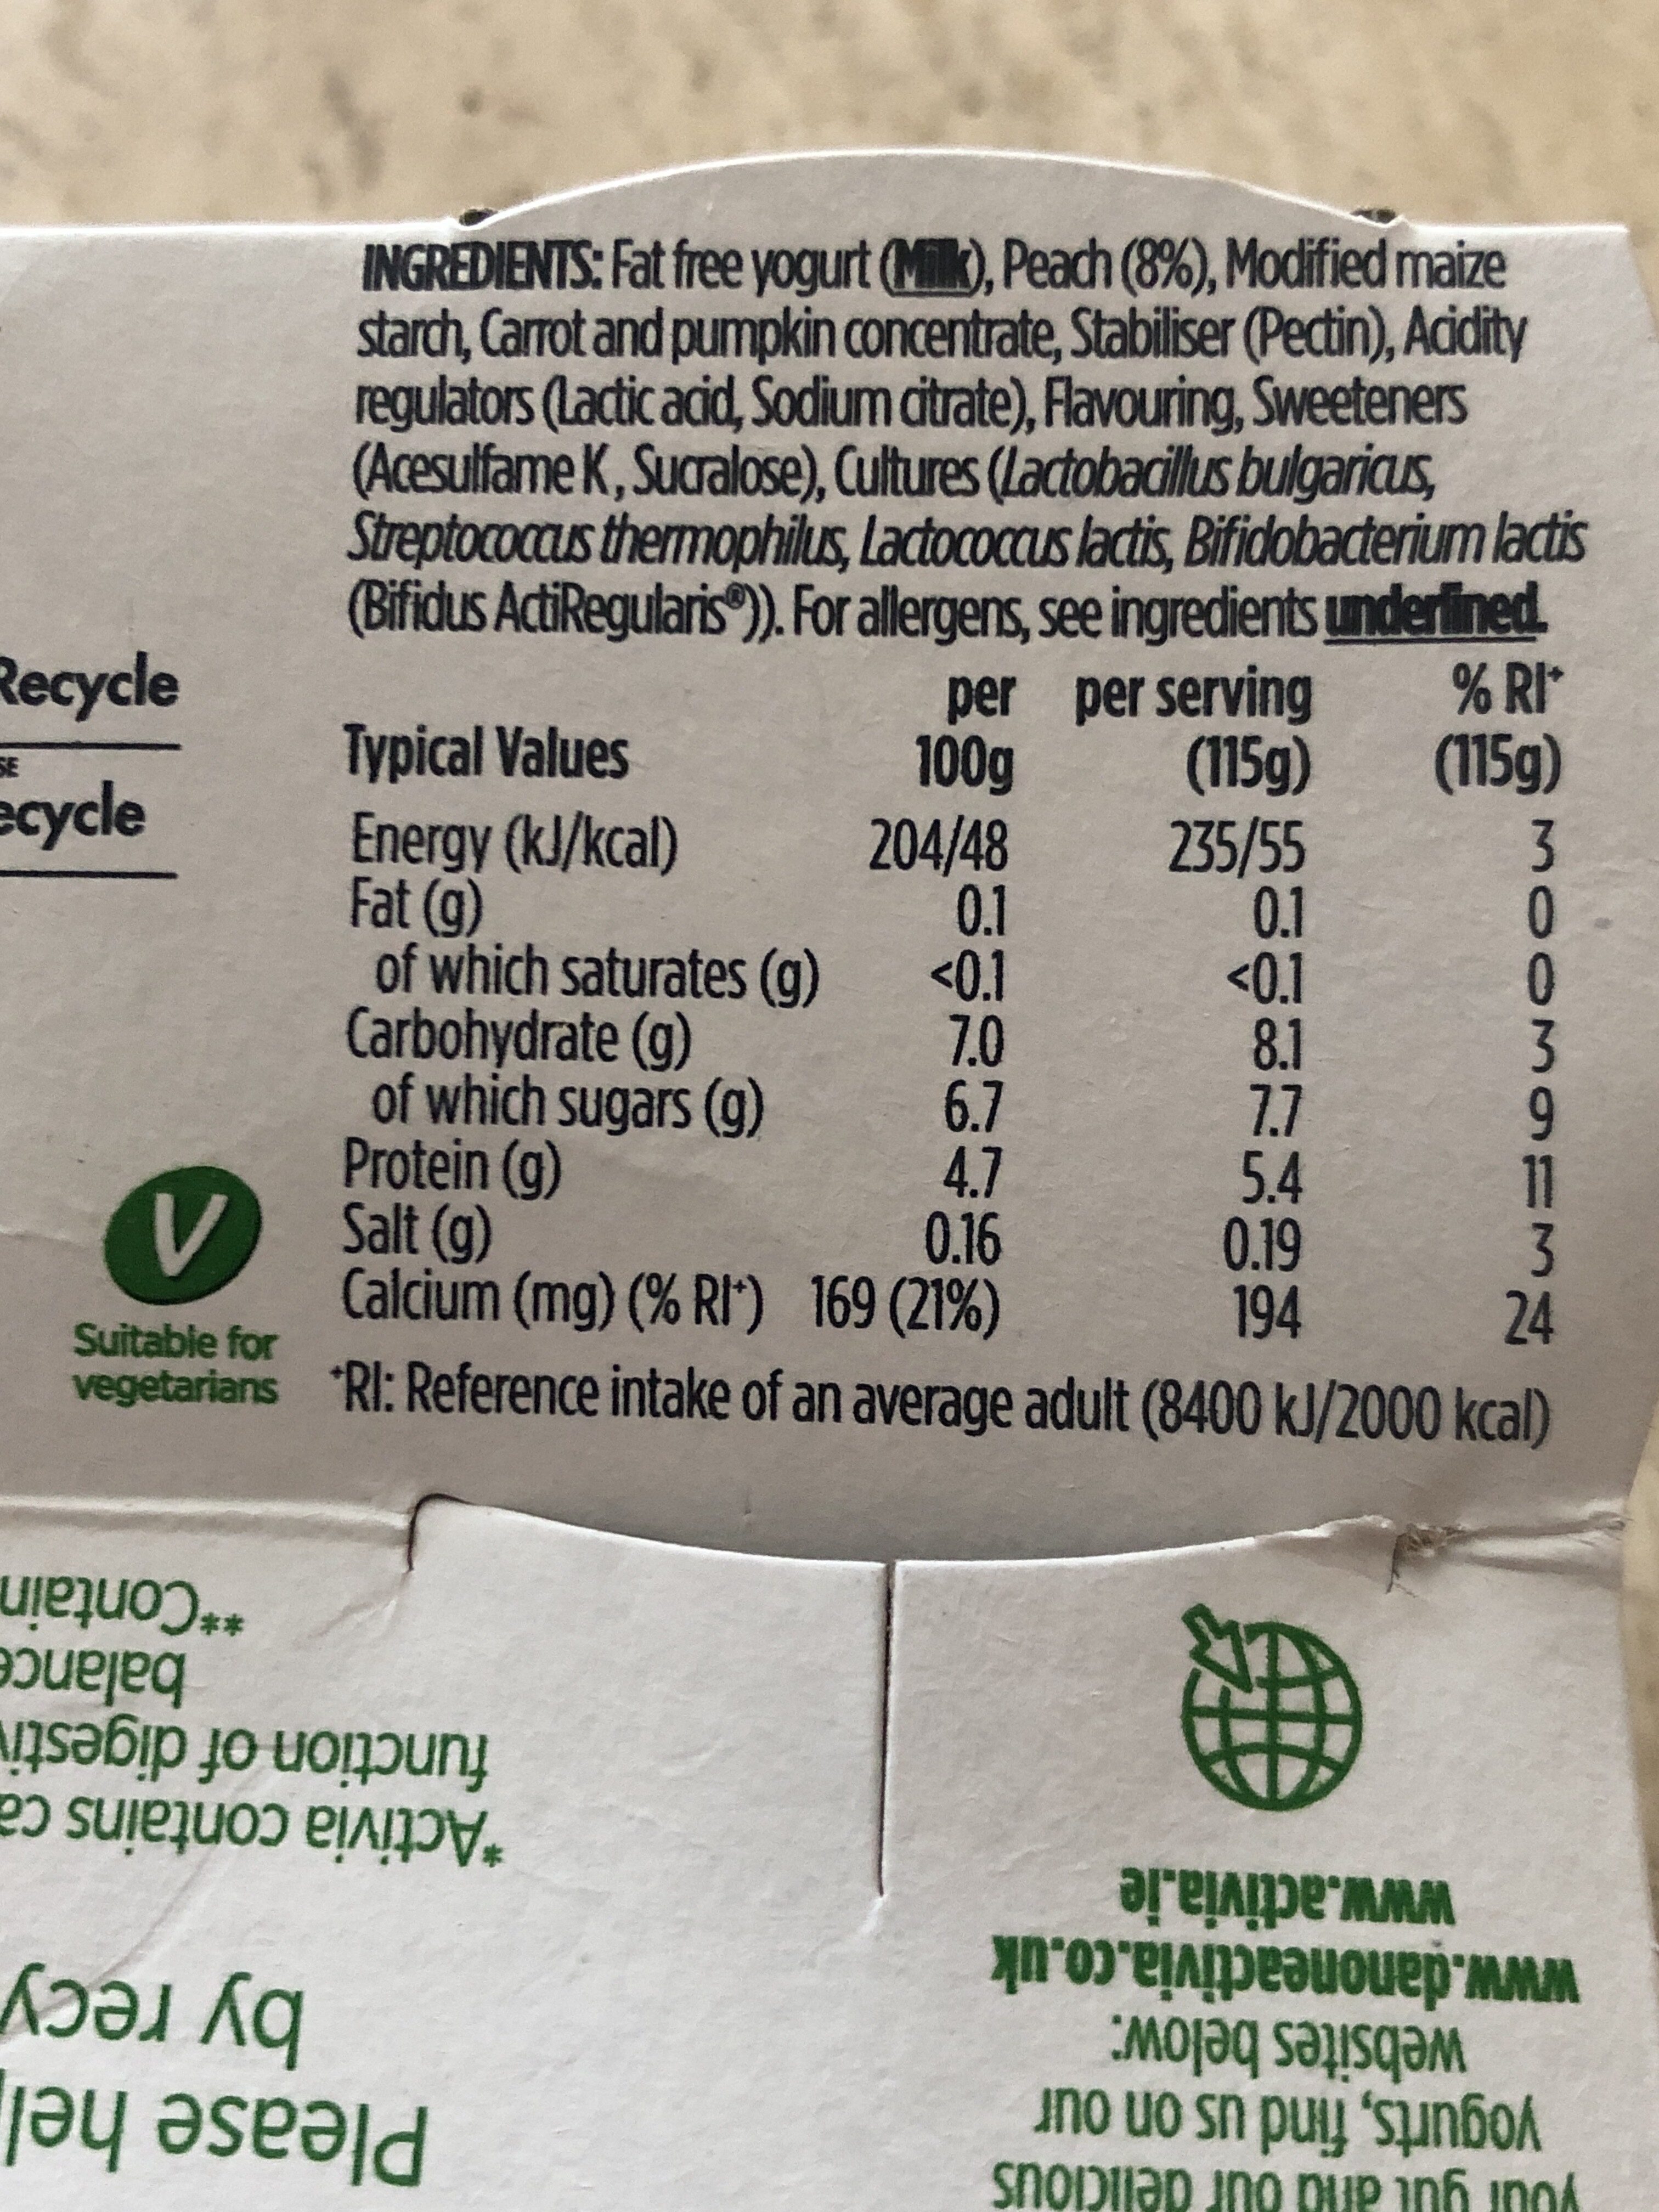 INGREDIENTS: Fat free yogurt (Milk), Peach (8%), Modified maize
starch, Carrot and pumpkin concentrate, Stabiliser (Pectin), Acidity
regulators (Lactic acid, Sodium citrate), Flavouring, Sweeteners
(Acesulfame K, Sucralose), Cultures (Lactobacillus bulgaricus,
Streptococcus thermophilus, Lactococcus lactis, Bifidobacterium lactis
(Bifidus ActiRegularis®)). For allergens, see ingredients underlined.
Recycle
ecycle
per per serving % RI⁺
Typical Values 100g (115g) (115g)
Energy (kJ/kcal) 204/48 235/55 3
Fat (g) 0.1 0.1 0
of which saturates (g) <0.1 <0.1 0
Carbohydrate (g) 7.0 8.1 3
of which sugars (g) 6.7 7.7 9
Protein (g) 4.7 5.4 11
Salt (g) 0.16 0.19 3
Calcium (mg) (% RI⁺) 169 (21%) 194 24
⁺RI: Reference intake of an average adult (8400 kJ/2000 kcal)
V
Suitable for
vegetarians
your gut and our delicious
yogurts, find us on our
websites below:
www.danoneactivia.co.uk
www.activia.ie
Please hel
by recy
*Activia contains ca
function of digestiv
balance
**Contain